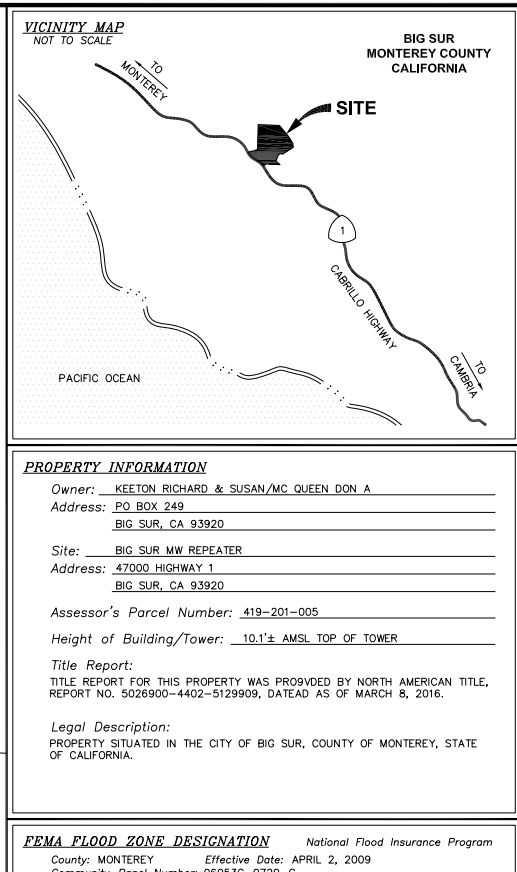 VICINITY MAP
NOT TO SCALE
BIG SUR
MONTEREY COUNTY
CALIFORNIA
TO
MONTEREY
SITE
1
CABRILLO HIGHWAY
TO
CAMBRIA
PACIFIC OCEAN
PROPERTY INFORMATION
Owner: KEETON RICHARD & SUSAN/MC QUEEN DON A
Address: PO BOX 249
BIG SUR, CA 93920
Site: BIG SUR MW REPEATER
Address: 47000 HIGHWAY 1
BIG SUR, CA 93920
Assessor's Parcel Number: 419-201-005
Height of Building/Tower: 10.1'± AMSL TOP OF TOWER
Title Report:
TITLE REPORT FOR THIS PROPERTY WAS PRO9VDED BY NORTH AMERICAN TITLE,
REPORT NO. 5026900-4402-5129909, DATEAD AS OF MARCH 8, 2016.
Legal Description:
PROPERTY SITUATED IN THE CITY OF BIG SUR, COUNTY OF MONTEREY, STATE
OF CALIFORNIA.
FEMA FLOOD ZONE DESIGNATION National Flood Insurance Program
County: MONTEREY Effective Date: APRIL 2, 2009
Community Panel Number: